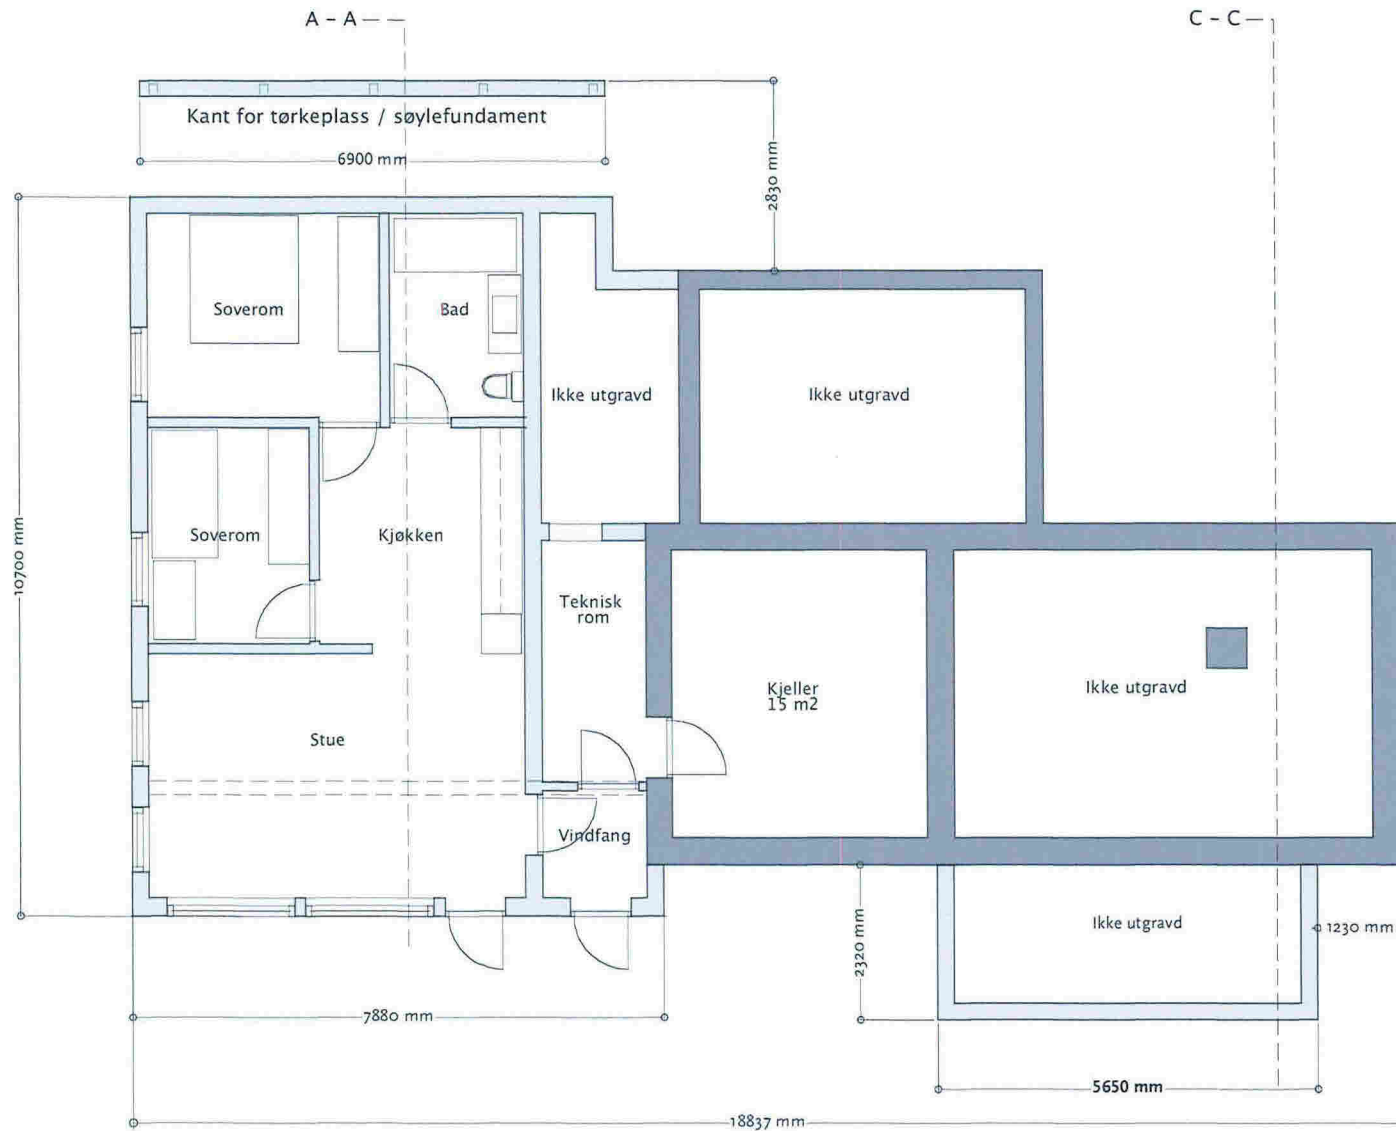 A - A
C - C
Kant for tørkeplass / søylefundament
6900 mm
2830 mm
Soverom
Bad
Ikke utgravd
Ikke utgravd
10700 mm
Soverom
Kjøkken
Teknisk
rom
Kjeller
15 m2
Ikke utgravd
Stue
Vindfang
2320 mm
Ikke utgravd
1230 mm
7880 mm
5650 mm
18837 mm